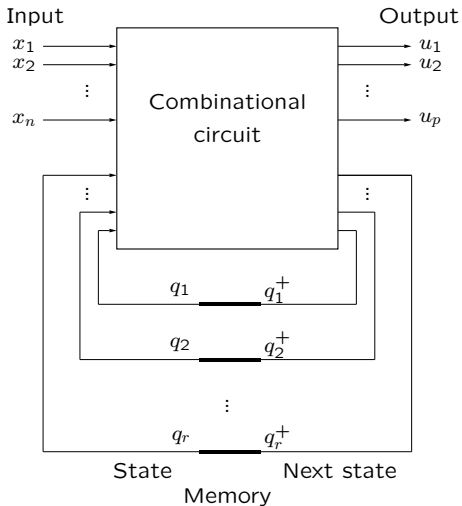 Input Output
x₁ u₁
x₂ u₂
⋮ ⋮
xₙ uₚ
Combinational
circuit
⋮ ⋮
q₁ q₁⁺
q₂ q₂⁺
⋮
qᵣ qᵣ⁺
State Next state
Memory